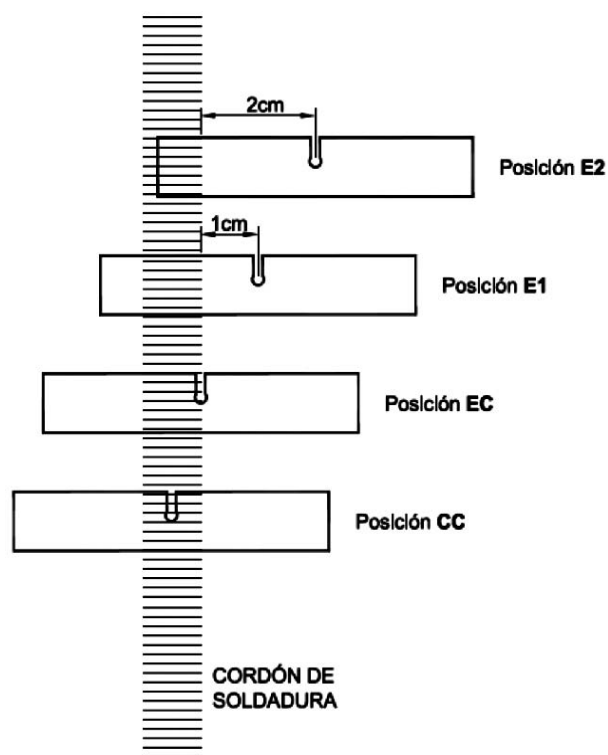 2cm
Posición E2
1cm
Posición E1
Posición EC
Posición CC
CORDÓN DE
SOLDADURA